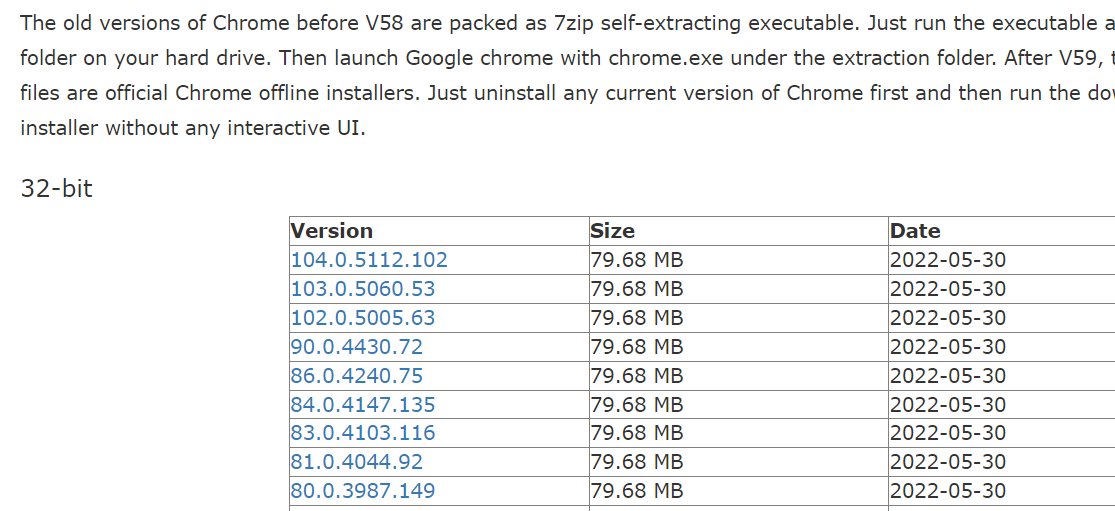 The old versions of Chrome before V58 are packed as 7zip self-extracting executable. Just run the executable a
folder on your hard drive. Then launch Google chrome with chrome.exe under the extraction folder. After V59,
files are official Chrome offline installers. Just uninstall any current version of Chrome first and then run the
installer without any interactive UI.
32-bit
Version Size Date
104.0.5112.102 79.68 MB 2022-05-30
103.0.5060.53 79.68 MB 2022-05-30
102.0.5005.63 79.68 MB 2022-05-30
90.0.4430.72 79.68 MB 2022-05-30
86.0.4240.75 79.68 MB 2022-05-30
84.0.4147.135 79.68 MB 2022-05-30
83.0.4103.116 79.68 MB 2022-05-30
81.0.4044.92 79.68 MB 2022-05-30
80.0.3987.149 79.68 MB 2022-05-30